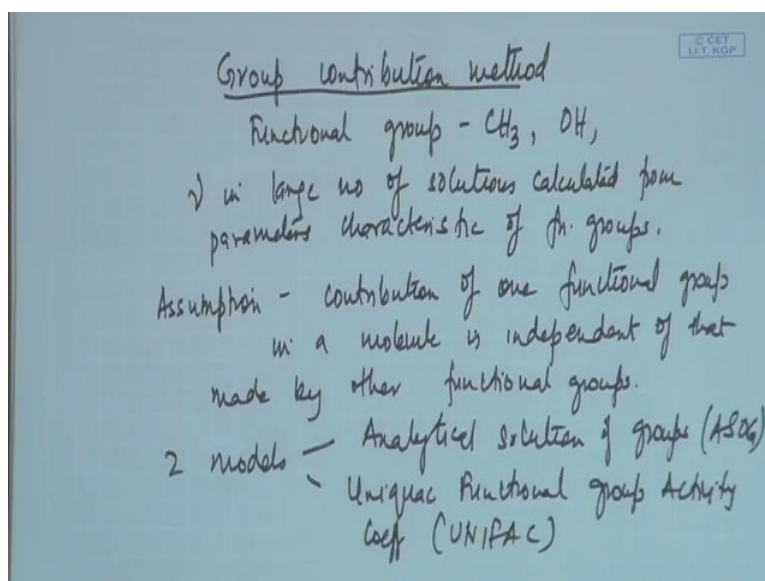 © CET
I.I.T. KGP
Group contribution method
Functional group - CH3, OH,
γ in large no of solutions calculated from
parameters characteristic of fn. groups.
Assumption - contribution of one functional group
in a molecule is independent of that
made by other functional groups.
2 models - Analytical solution of groups (ASOG)
- Uniquac Functional group Activity
Coeff (UNIFAC)